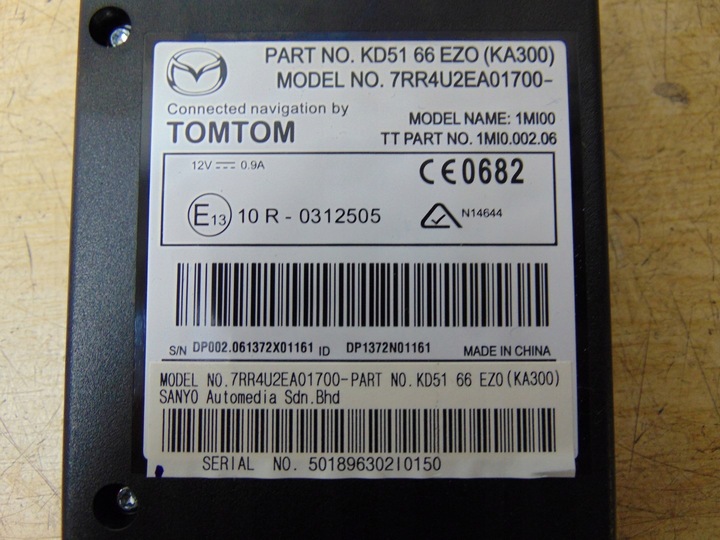 PART NO. KD51 66 EZO (KA300)
MODEL NO. 7RR4U2EA01700-
Connected navigation by
TOMTOM
MODEL NAME: 1MI00
TT PART NO. 1MI0.002.06
12V ⎓ 0.9A
CE0682
E13 10 R - 0312505
N14644
S/N DP002.061372X01161 ID DP1372N01161 MADE IN CHINA
MODEL NO.7RR4U2EA01700-PART NO.KD51 66 EZO(KA300)
SANYO Automedia Sdn.Bhd
SERIAL NO. 501896302I0150